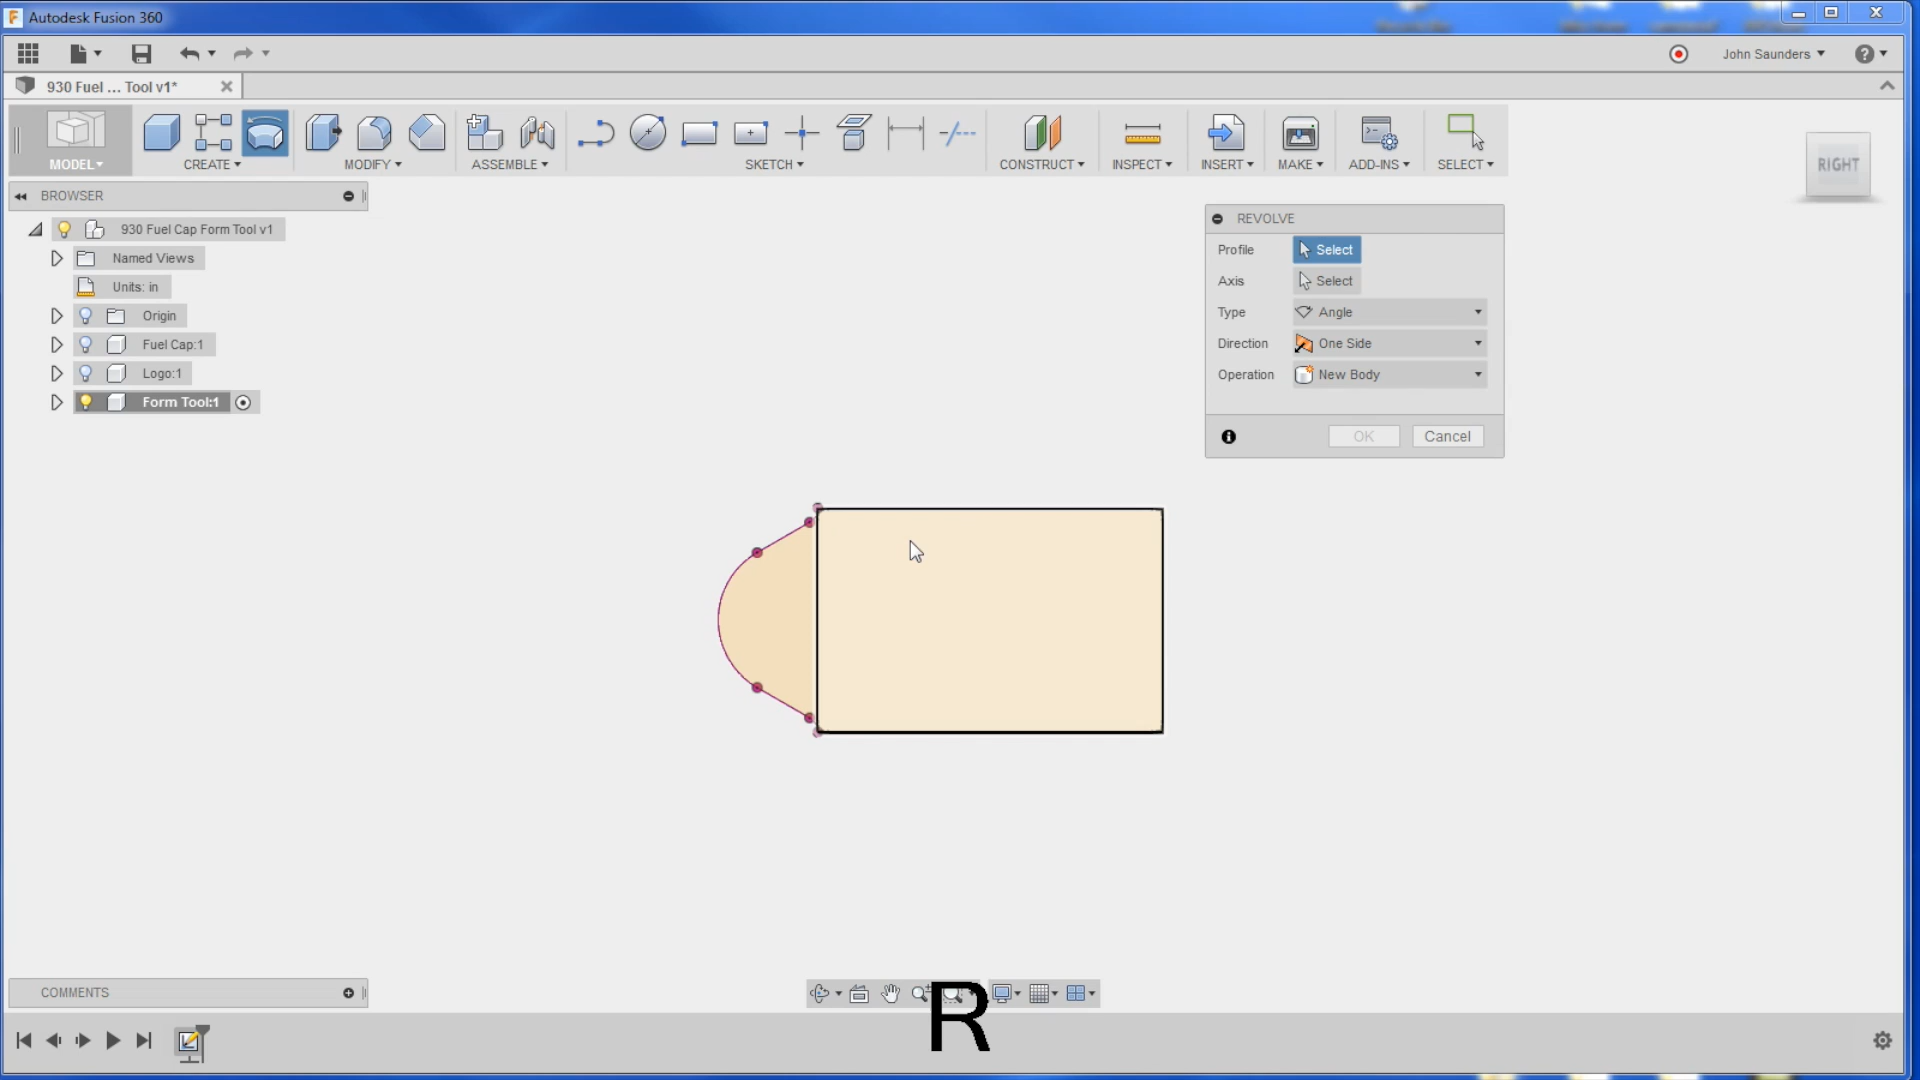 Autodesk Fusion 360
John Saunders
930 Fuel ... Tool v1*
MODEL CREATE MODIFY ASSEMBLE SKETCH CONSTRUCT INSPECT INSERT MAKE ADD-INS SELECT
RIGHT
BROWSER
930 Fuel Cap Form Tool v1
Named Views
Units: in
Origin
Fuel Cap:1
Logo:1
Form Tool:1
REVOLVE
Profile Select
Axis Select
Type Angle
Direction One Side
Operation New Body
OK Cancel
COMMENTS
R